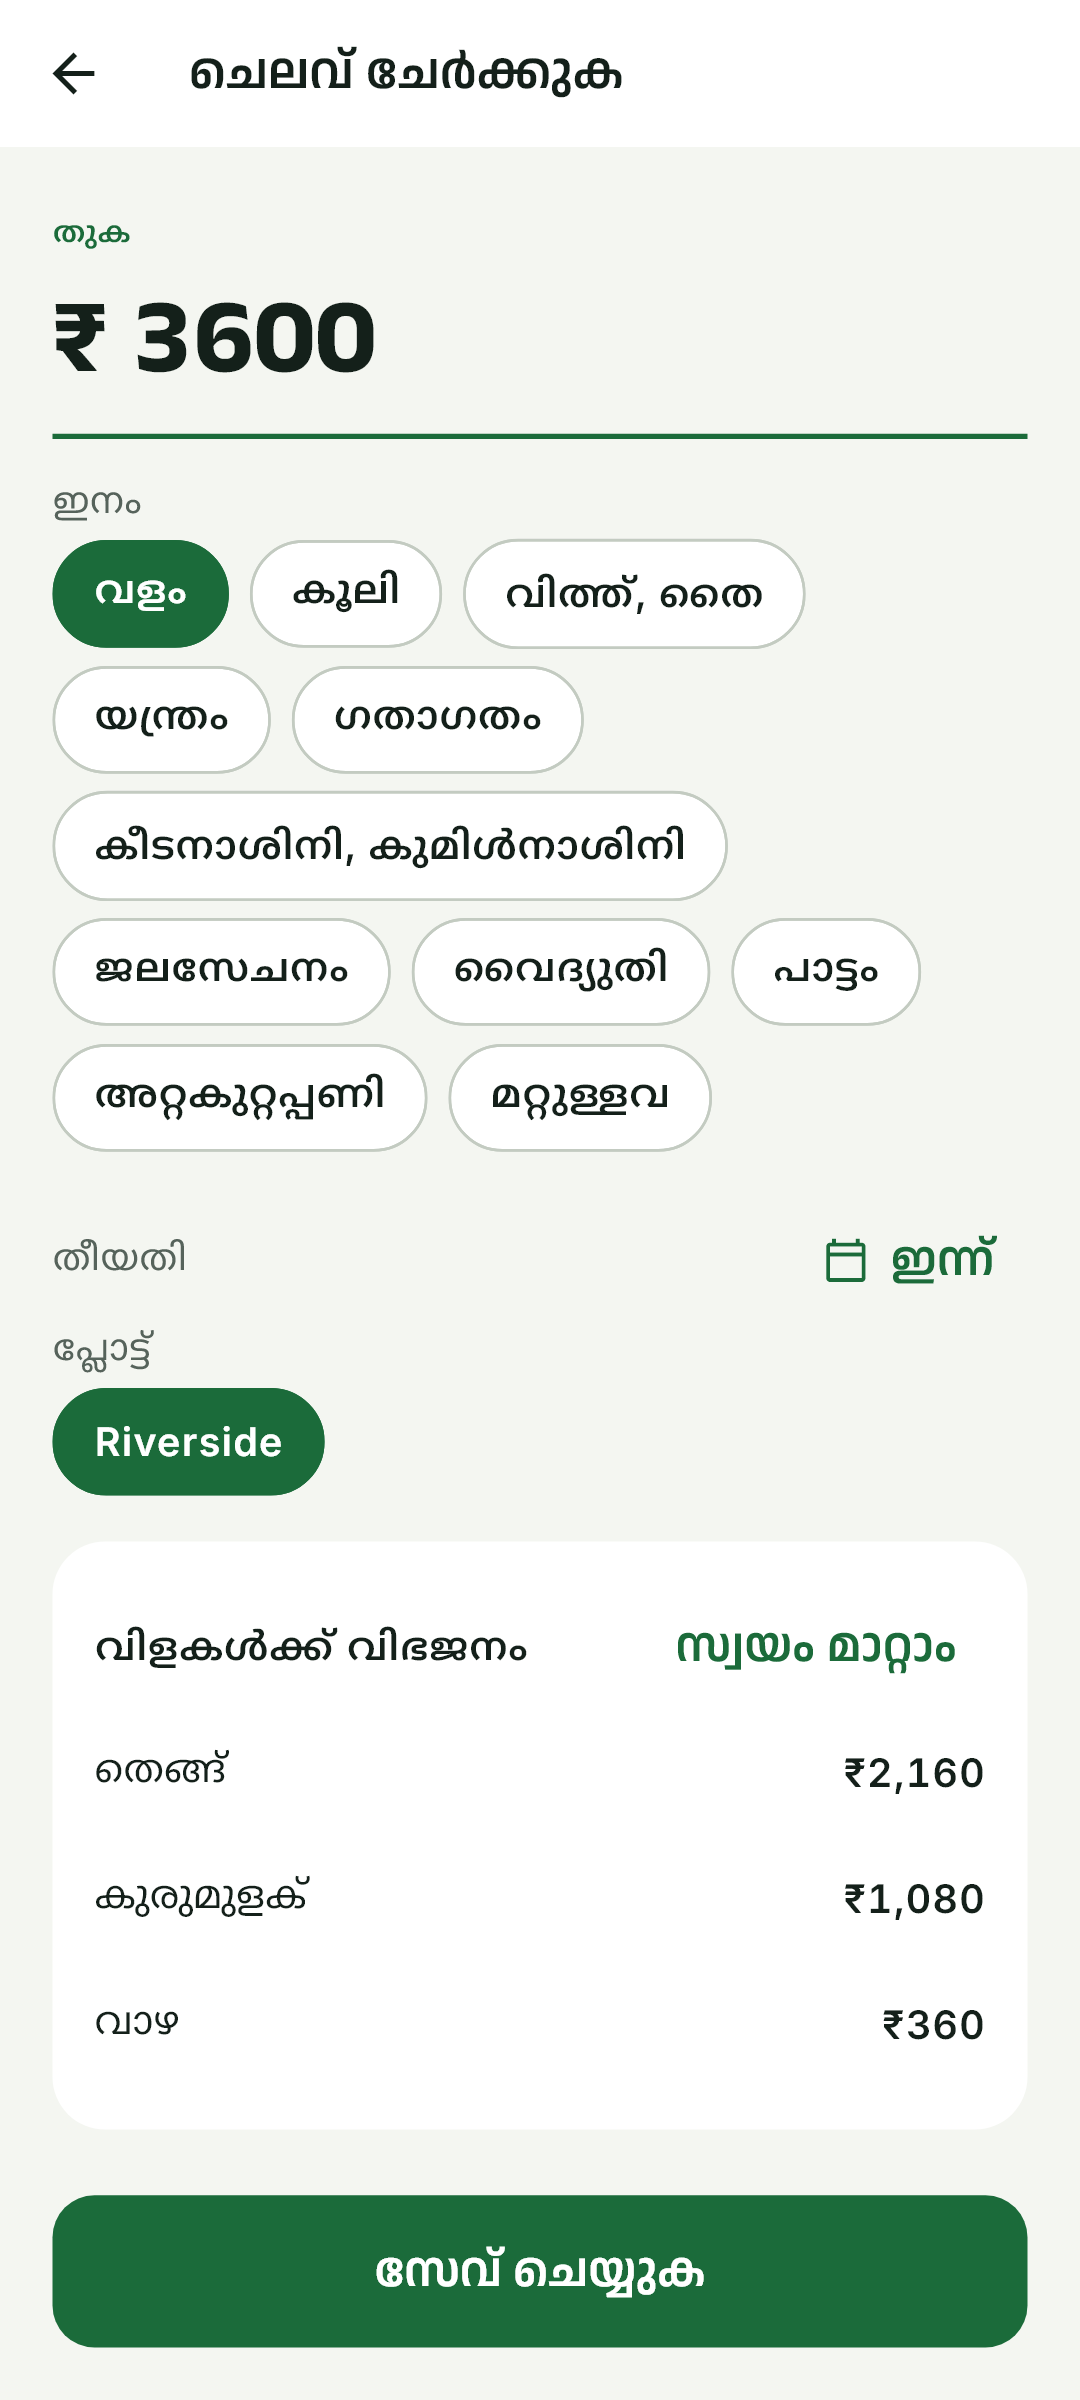 ചെലവ് ചേർക്കുക
തുക
₹ 3600
ഇനം
വളം കൂലി വിത്ത്, തൈ
യന്ത്രം ഗതാഗതം
കീടനാശിനി, കുമിൾനാശിനി
ജലസേചനം വൈദ്യുതി പാട്ടം
അറ്റകുറ്റപ്പണി മറ്റുള്ളവ
തീയതി ഇന്ന്
പ്ലോട്ട്
Riverside
വിളകൾക്ക് വിഭജനം സ്വയം മാറ്റാം
തെങ്ങ് ₹2,160
കുരുമുളക് ₹1,080
വാഴ ₹360
സേവ് ചെയ്യുക